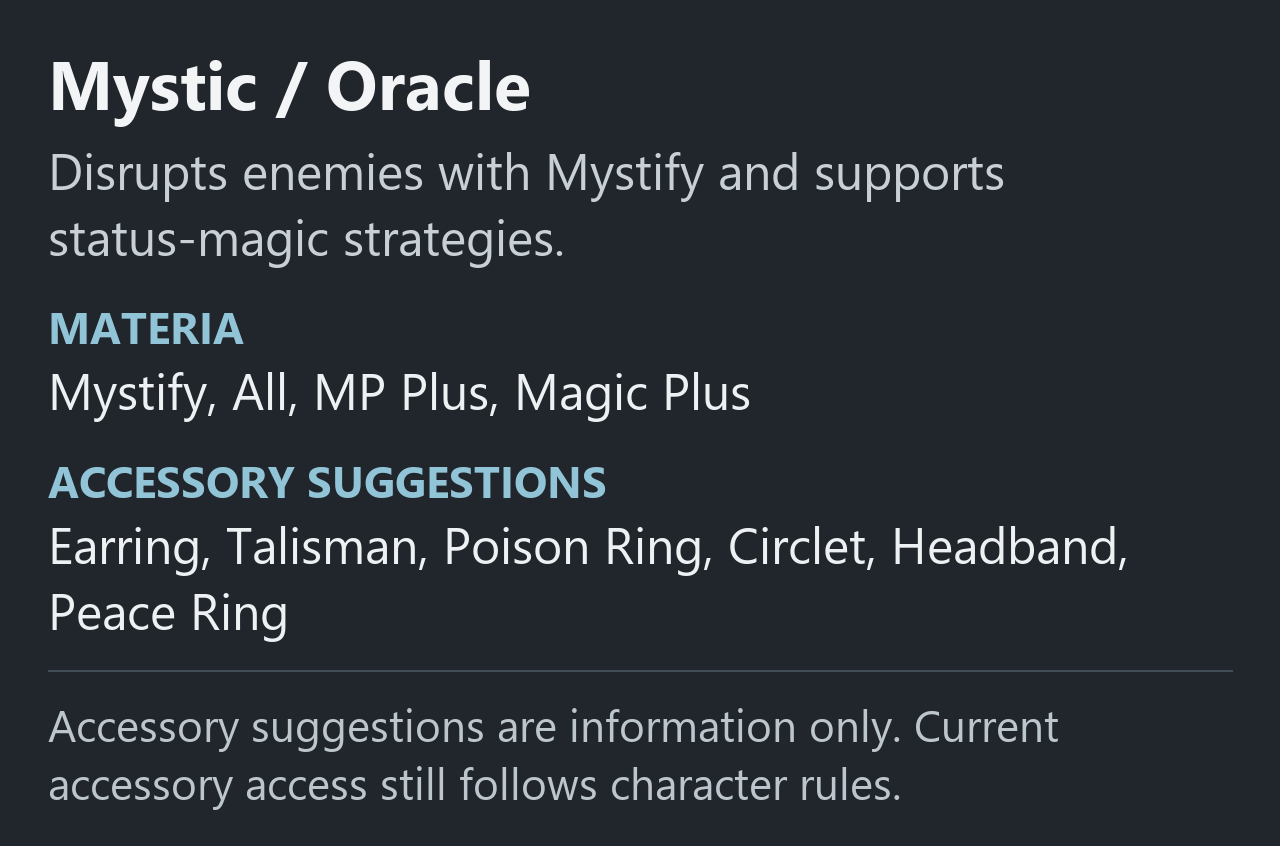 Mystic / Oracle
Disrupts enemies with Mystify and supports
status-magic strategies.
MATERIA
Mystify, All, MP Plus, Magic Plus
ACCESSORY SUGGESTIONS
Earring, Talisman, Poison Ring, Circlet, Headband,
Peace Ring
Accessory suggestions are information only. Current
accessory access still follows character rules.